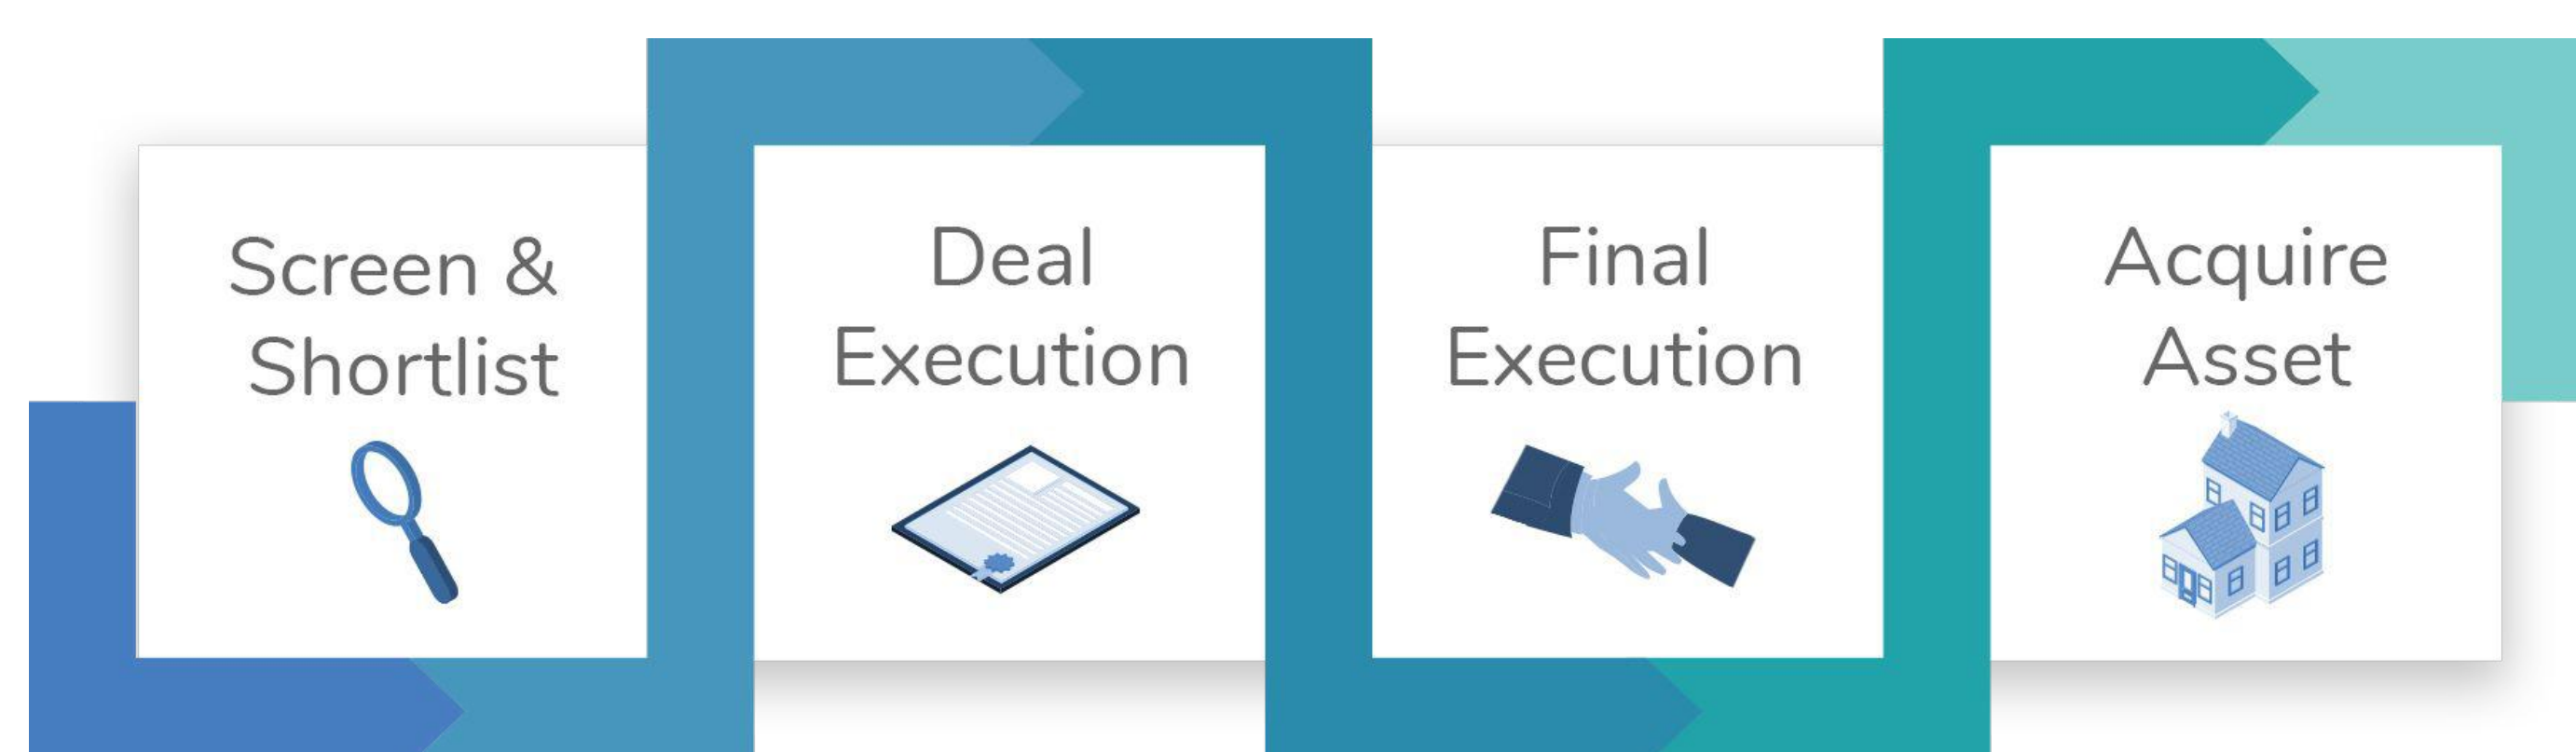 Screen &
Shortlist
Deal
Execution
Final
Execution
Acquire
Asset